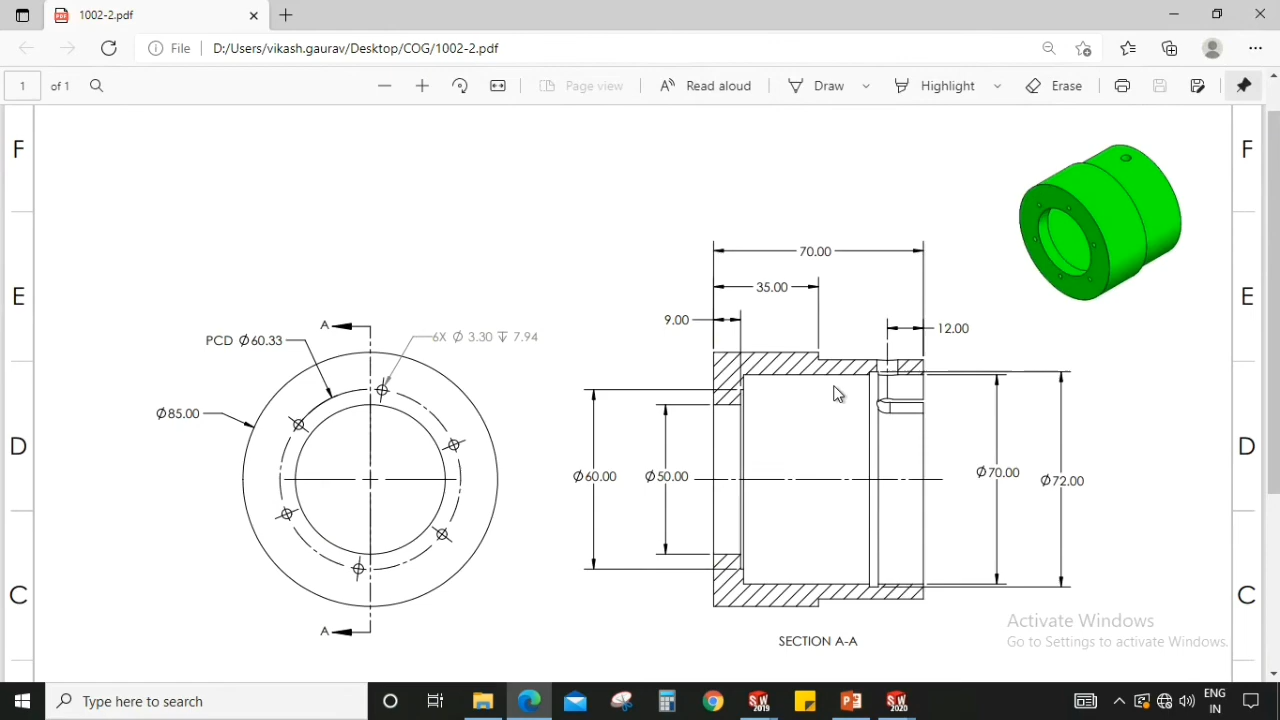 1002-2.pdf
File
D:/Users/vikash.gaurav/Desktop/COG/1002-2.pdf
1
of 1
Page view
Read aloud
Draw
Highlight
Erase
F
F
E
E
D
D
C
C
70.00
35.00
9.00
12.00
A
6X Ø 3.30 ↧ 7.94
PCD Ø60.33
Ø85.00
Ø60.00
Ø50.00
Ø70.00
Ø72.00
A
SECTION A-A
Activate Windows
Go to Settings to activate Windows.
Type here to search
2019
2020
ENG
IN